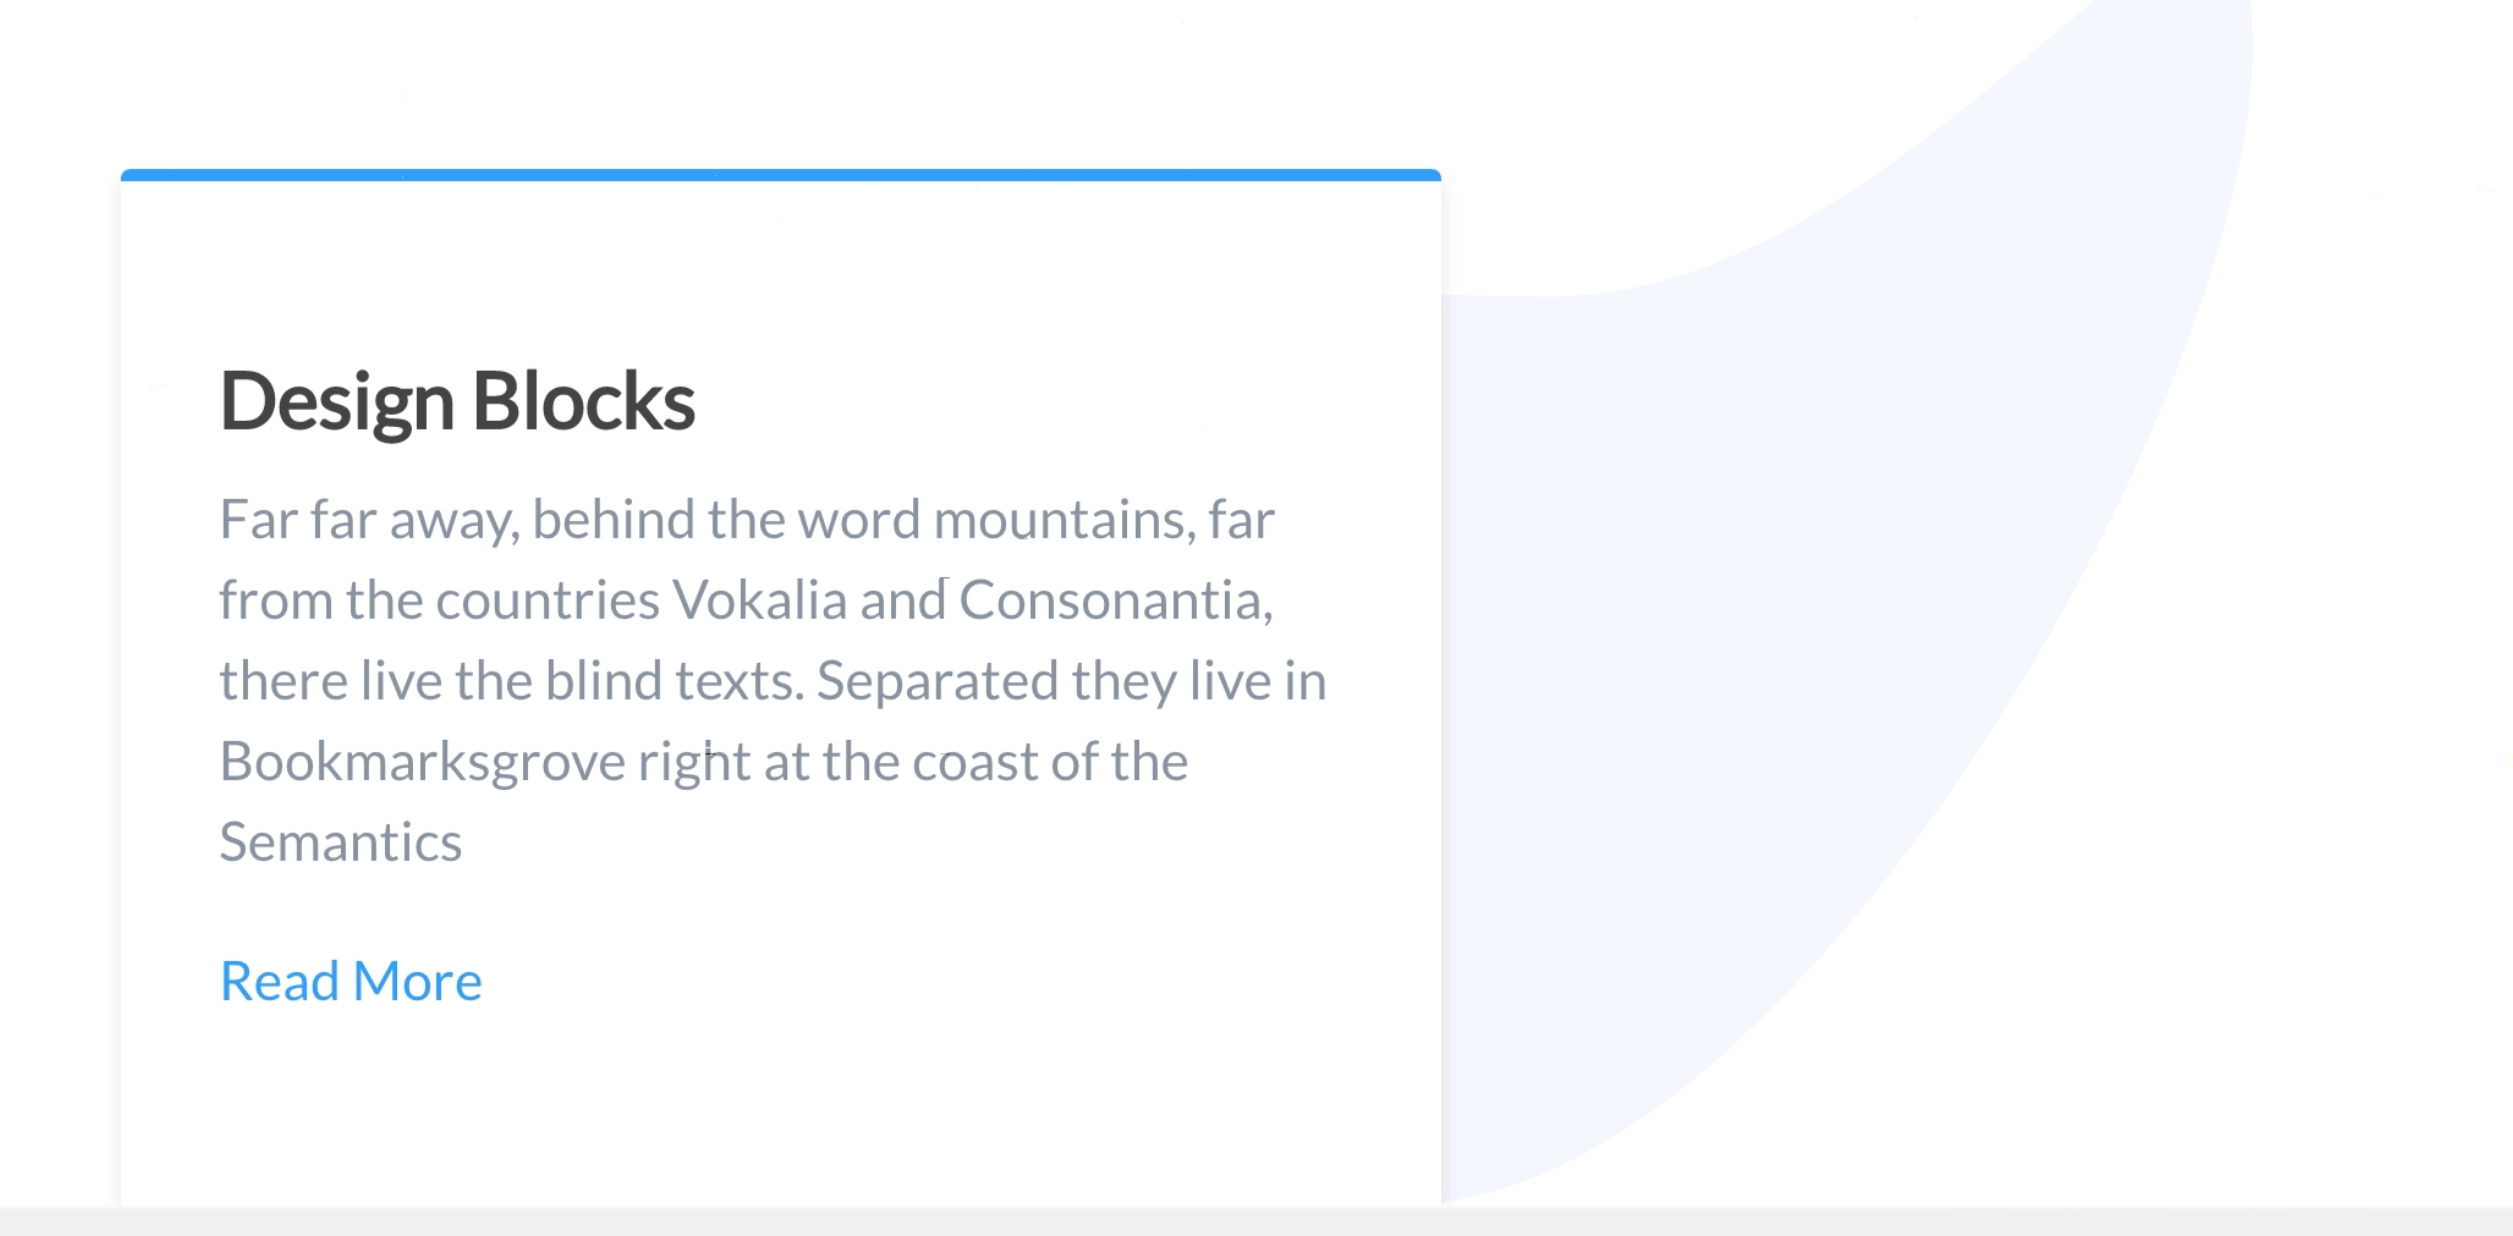 Design Blocks
Far far away, behind the word mountains, far
from the countries Vokalia and Consonantia,
there live the blind texts. Separated they live in
Bookmarksgrove right at the coast of the
Semantics
Read More